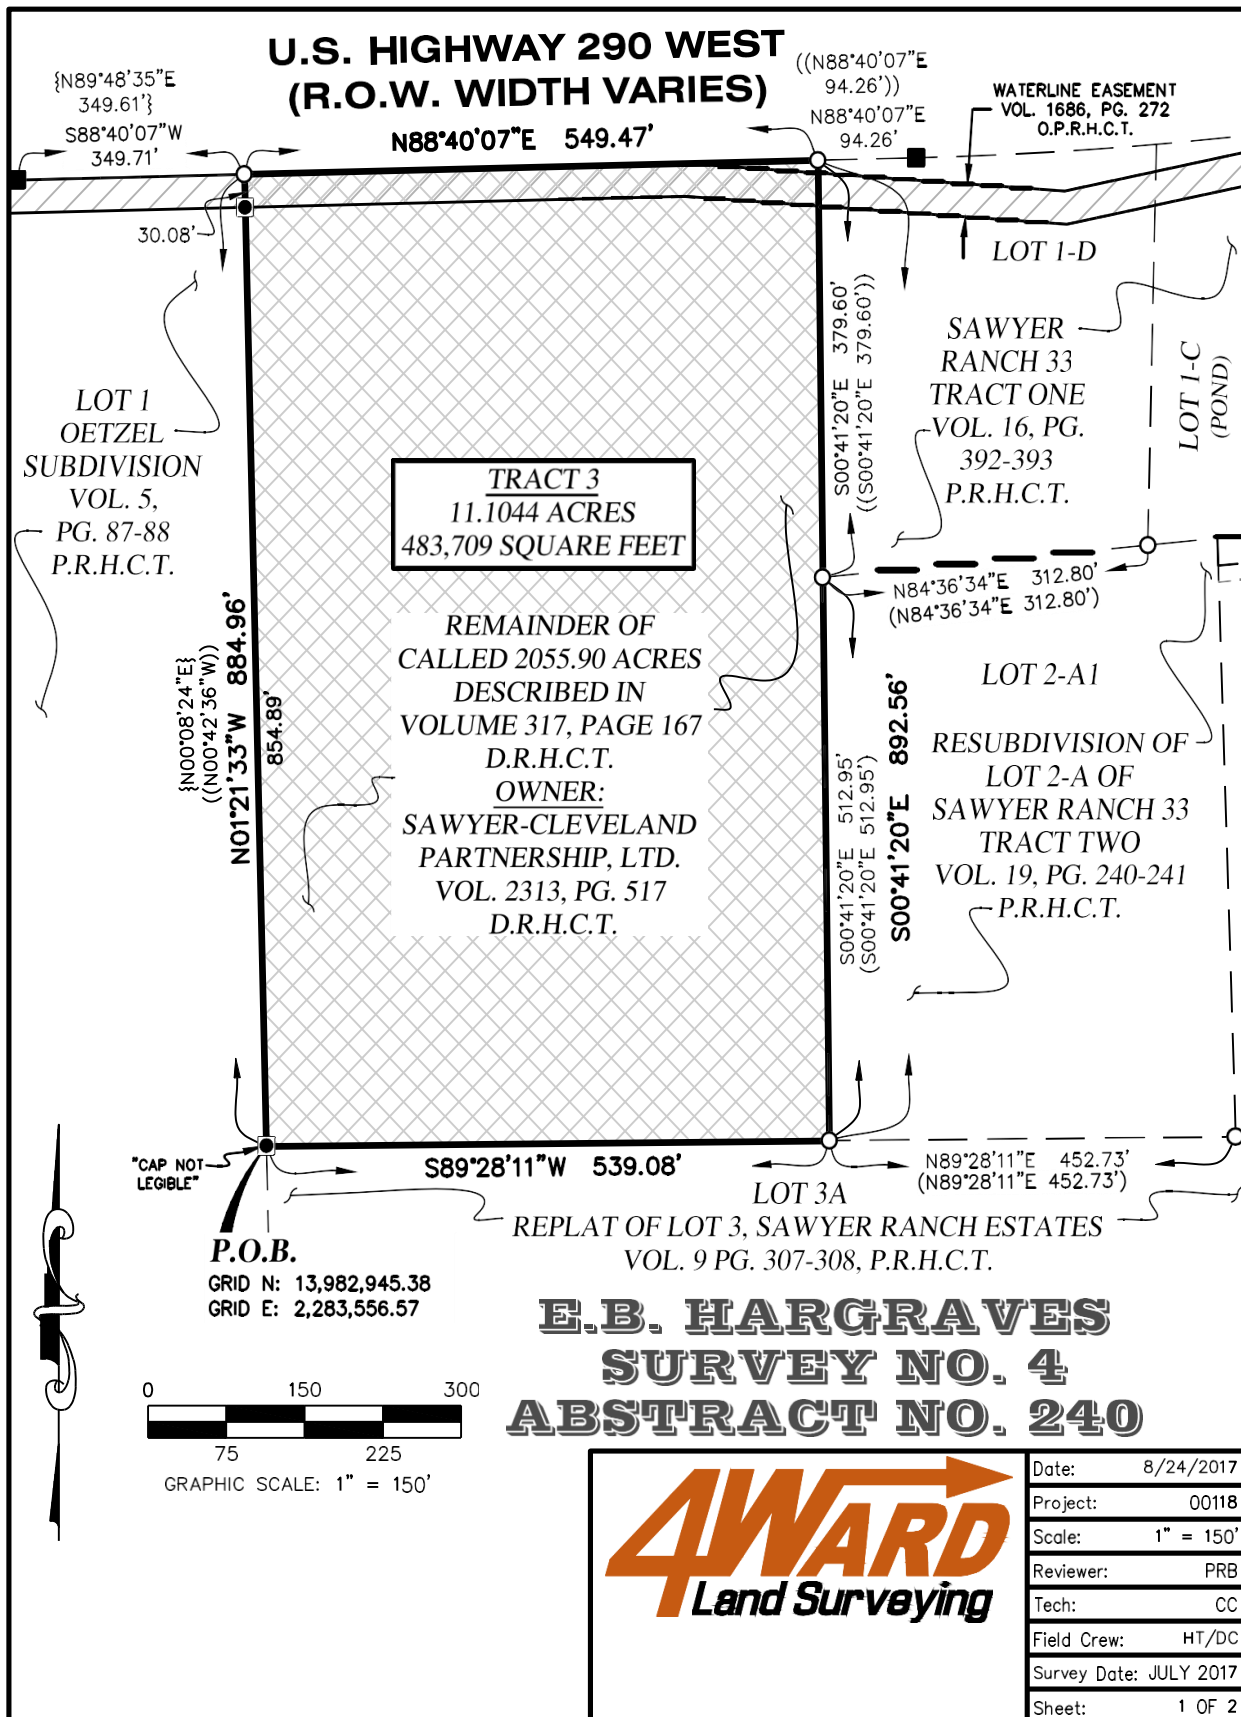 U.S. HIGHWAY 290 WEST
(R.O.W. WIDTH VARIES)
{N89°48'35"E
349.61'}
S88°40'07"W
349.71'
N88°40'07"E 549.47'
((N88°40'07"E
94.26'))
N88°40'07"E
94.26'
WATERLINE EASEMENT
VOL. 1686, PG. 272
O.P.R.H.C.T.
30.08'
LOT 1-D
LOT 1
OETZEL
SUBDIVISION
VOL. 5,
PG. 87-88
P.R.H.C.T.
S00°41'20"E 379.60'
((S00°41'20"E 379.60'))
SAWYER
RANCH 33
TRACT ONE
VOL. 16, PG.
392-393
P.R.H.C.T.
LOT 1-C
(POND)
TRACT 3
11.1044 ACRES
483,709 SQUARE FEET
N84°36'34"E 312.80'
(N84°36'34"E 312.80')
{N00°08'24"E}
((N00°42'36"W))
N01°21'33"W 884.96'
854.89'
REMAINDER OF
CALLED 2055.90 ACRES
DESCRIBED IN
VOLUME 317, PAGE 167
D.R.H.C.T.
OWNER:
SAWYER-CLEVELAND
PARTNERSHIP, LTD.
VOL. 2313, PG. 517
D.R.H.C.T.
S00°41'20"E 512.95'
(S00°41'20"E 512.95')
S00°41'20"E 892.56'
LOT 2-A1
RESUBDIVISION OF
LOT 2-A OF
SAWYER RANCH 33
TRACT TWO
VOL. 19, PG. 240-241
P.R.H.C.T.
"CAP NOT
LEGIBLE"
S89°28'11"W 539.08'
N89°28'11"E 452.73'
(N89°28'11"E 452.73')
LOT 3A
REPLAT OF LOT 3, SAWYER RANCH ESTATES
VOL. 9 PG. 307-308, P.R.H.C.T.
P.O.B.
GRID N: 13,982,945.38
GRID E: 2,283,556.57
E.B. HARGRAVES
SURVEY NO. 4
ABSTRACT NO. 240
0 150 300
75 225
GRAPHIC SCALE: 1" = 150'
4WARD
Land Surveying
Date: 8/24/2017
Project: 00118
Scale: 1" = 150'
Reviewer: PRB
Tech: CC
Field Crew: HT/DC
Survey Date: JULY 2017
Sheet: 1 OF 2